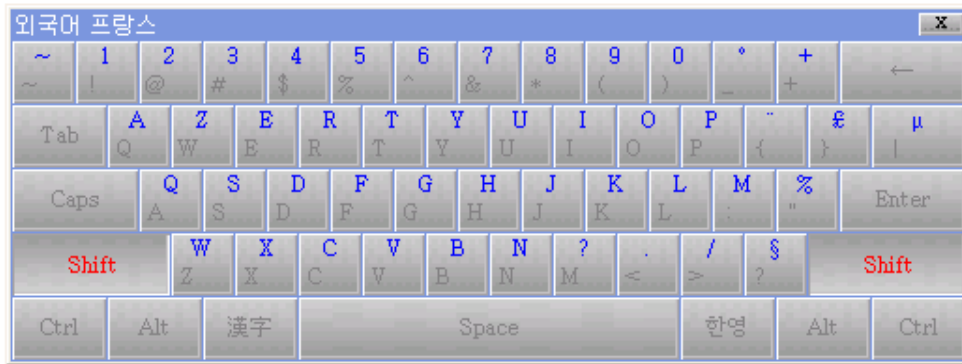 외국어 프랑스 X
~ 1 2 3 4 5 6 7 8 9 0 ° +
~ ! @ # $ % ^ & * ( ) _ + ←
Tab A Z E R T Y U I O P ¨ £ µ
Q W E R T Y U I O P { } |
Caps Q S D F G H J K L M % Enter
A S D F G H J K L : "
Shift W X C V B N ? . / § Shift
Z X C V B N M < > ?
Ctrl Alt 漢字 Space 한영 Alt Ctrl